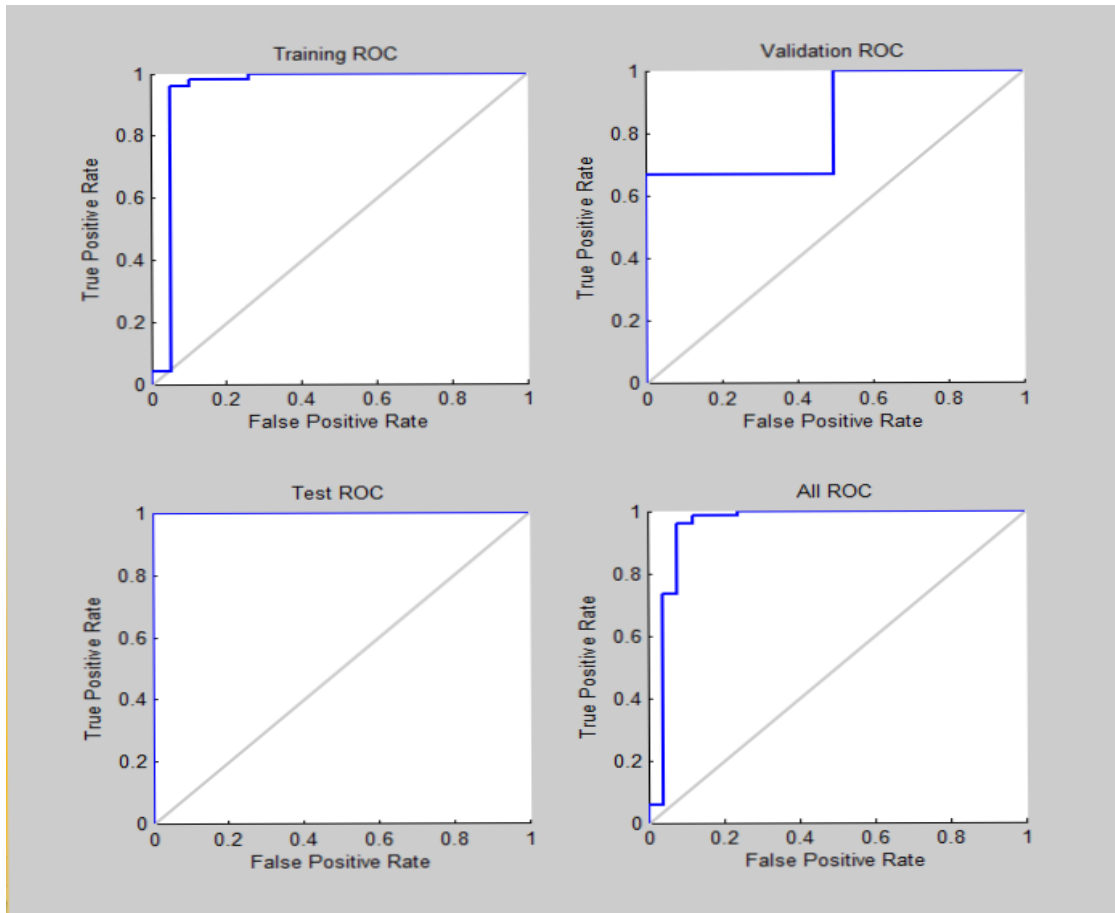 Training ROC
True Positive Rate
1
0.8
0.6
0.4
0.2
0
0 0.2 0.4 0.6 0.8 1
False Positive Rate
Validation ROC
True Positive Rate
1
0.8
0.6
0.4
0.2
0
0 0.2 0.4 0.6 0.8 1
False Positive Rate
Test ROC
True Positive Rate
1
0.8
0.6
0.4
0.2
0
0 0.2 0.4 0.6 0.8 1
False Positive Rate
All ROC
True Positive Rate
1
0.8
0.6
0.4
0.2
0
0 0.2 0.4 0.6 0.8 1
False Positive Rate